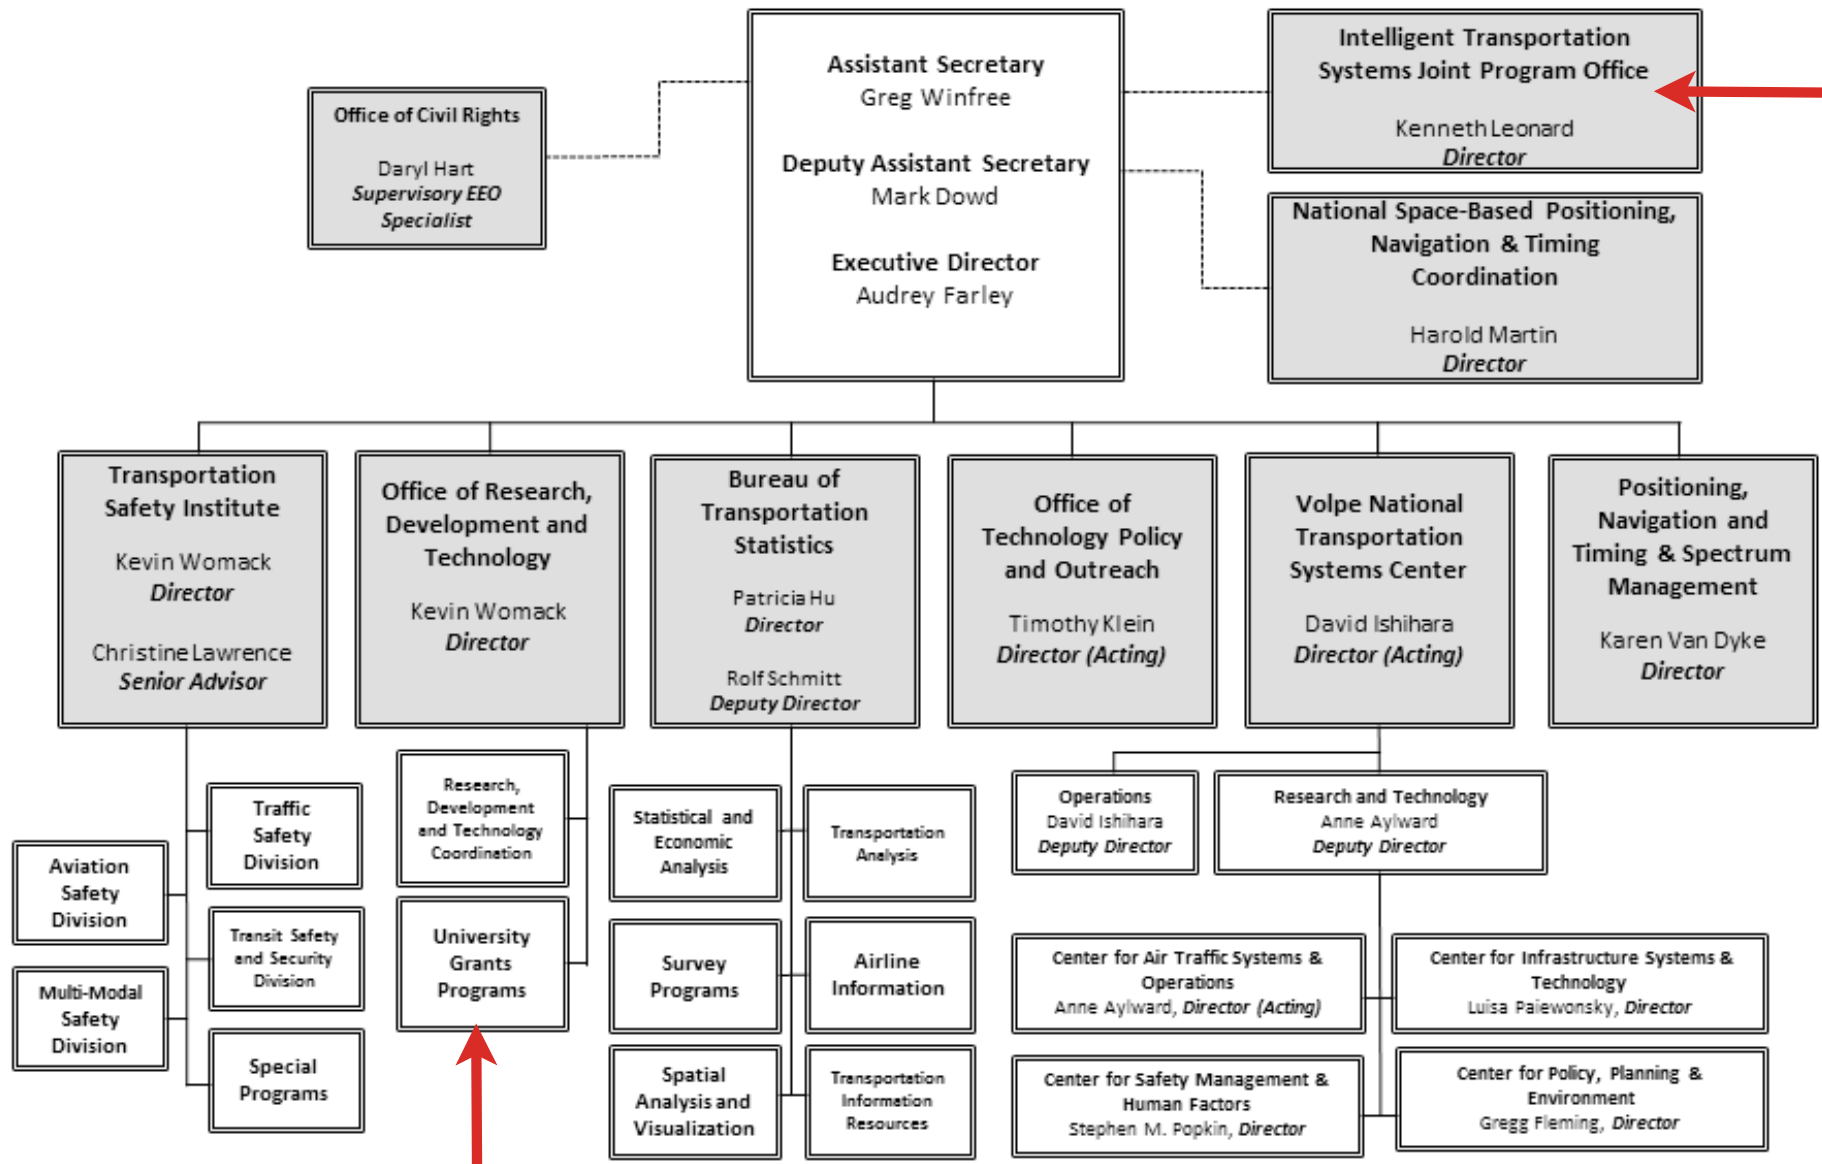 Assistant Secretary
Greg Winfree
Deputy Assistant Secretary
Mark Dowd
Executive Director
Audrey Farley
Intelligent Transportation
Systems Joint Program Office
Kenneth Leonard
Director
Office of Civil Rights
Daryl Hart
Supervisory EEO
Specialist
National Space-Based Positioning,
Navigation & Timing
Coordination
Harold Martin
Director
Transportation
Safety Institute
Kevin Womack
Director
Christine Lawrence
Senior Advisor
Office of Research,
Development and
Technology
Kevin Womack
Director
Bureau of
Transportation
Statistics
Patricia Hu
Director
Rolf Schmitt
Deputy Director
Office of
Technology Policy
and Outreach
Timothy Klein
Director (Acting)
Volpe National
Transportation
Systems Center
David Ishihara
Director (Acting)
Positioning,
Navigation and
Timing & Spectrum
Management
Karen Van Dyke
Director
Traffic
Safety
Division
Aviation
Safety
Division
Transit Safety
and Security
Division
Multi-Modal
Safety
Division
Special
Programs
Research,
Development
and Technology
Coordination
University
Grants
Programs
Statistical and
Economic
Analysis
Transportation
Analysis
Survey
Programs
Airline
Information
Spatial
Analysis and
Visualization
Transportation
Information
Resources
Operations
David Ishihara
Deputy Director
Research and Technology
Anne Aylward
Deputy Director
Center for Air Traffic Systems &
Operations
Anne Aylward, Director (Acting)
Center for Infrastructure Systems &
Technology
Luisa Paiewonsky, Director
Center for Safety Management &
Human Factors
Stephen M. Popkin, Director
Center for Policy, Planning &
Environment
Gregg Fleming, Director